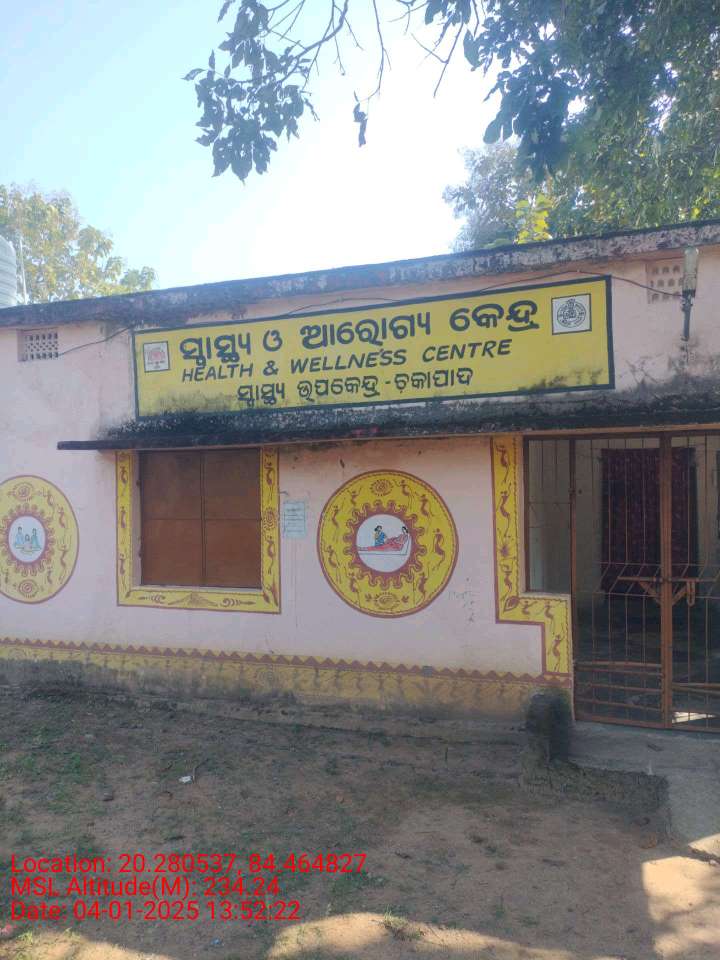 ସ୍ୱାସ୍ଥ୍ୟ ଓ ଆରୋଗ୍ୟ କେନ୍ଦ୍ର
HEALTH & WELLNESS CENTRE
ସ୍ୱାସ୍ଥ୍ୟ ଉପକେନ୍ଦ୍ର - ଚକାପାଦ
Location: 20.280537, 84.464827
MSL Altitude(M): 234.24
Date: 04-01-2025 13:52:22